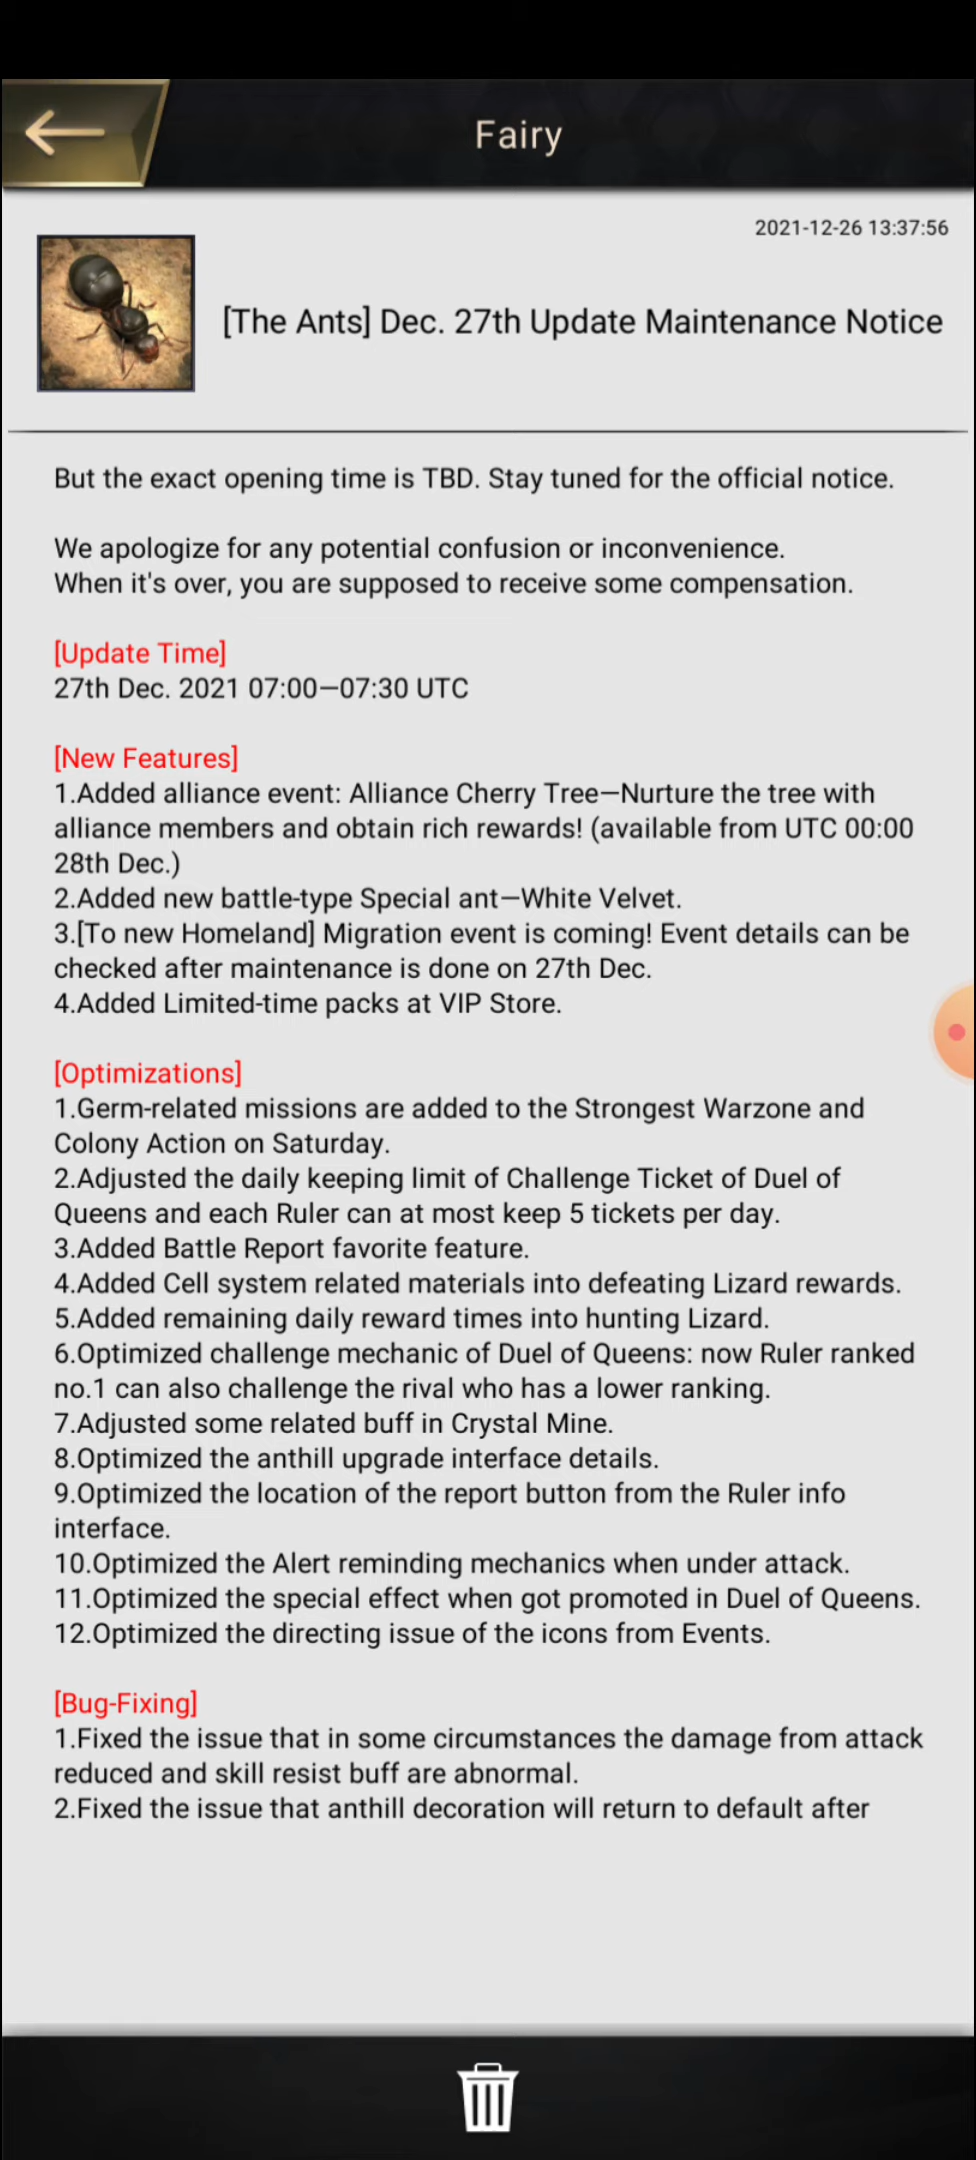 Fairy
2021-12-26 13:37:56
[The Ants] Dec. 27th Update Maintenance Notice
But the exact opening time is TBD. Stay tuned for the official notice.
We apologize for any potential confusion or inconvenience.
When it's over, you are supposed to receive some compensation.
[Update Time]
27th Dec. 2021 07:00—07:30 UTC
[New Features]
1.Added alliance event: Alliance Cherry Tree—Nurture the tree with
alliance members and obtain rich rewards! (available from UTC 00:00
28th Dec.)
2.Added new battle-type Special ant—White Velvet.
3.[To new Homeland] Migration event is coming! Event details can be
checked after maintenance is done on 27th Dec.
4.Added Limited-time packs at VIP Store.
[Optimizations]
1.Germ-related missions are added to the Strongest Warzone and
Colony Action on Saturday.
2.Adjusted the daily keeping limit of Challenge Ticket of Duel of
Queens and each Ruler can at most keep 5 tickets per day.
3.Added Battle Report favorite feature.
4.Added Cell system related materials into defeating Lizard rewards.
5.Added remaining daily reward times into hunting Lizard.
6.Optimized challenge mechanic of Duel of Queens: now Ruler ranked
no.1 can also challenge the rival who has a lower ranking.
7.Adjusted some related buff in Crystal Mine.
8.Optimized the anthill upgrade interface details.
9.Optimized the location of the report button from the Ruler info
interface.
10.Optimized the Alert reminding mechanics when under attack.
11.Optimized the special effect when got promoted in Duel of Queens.
12.Optimized the directing issue of the icons from Events.
[Bug-Fixing]
1.Fixed the issue that in some circumstances the damage from attack
reduced and skill resist buff are abnormal.
2.Fixed the issue that anthill decoration will return to default after